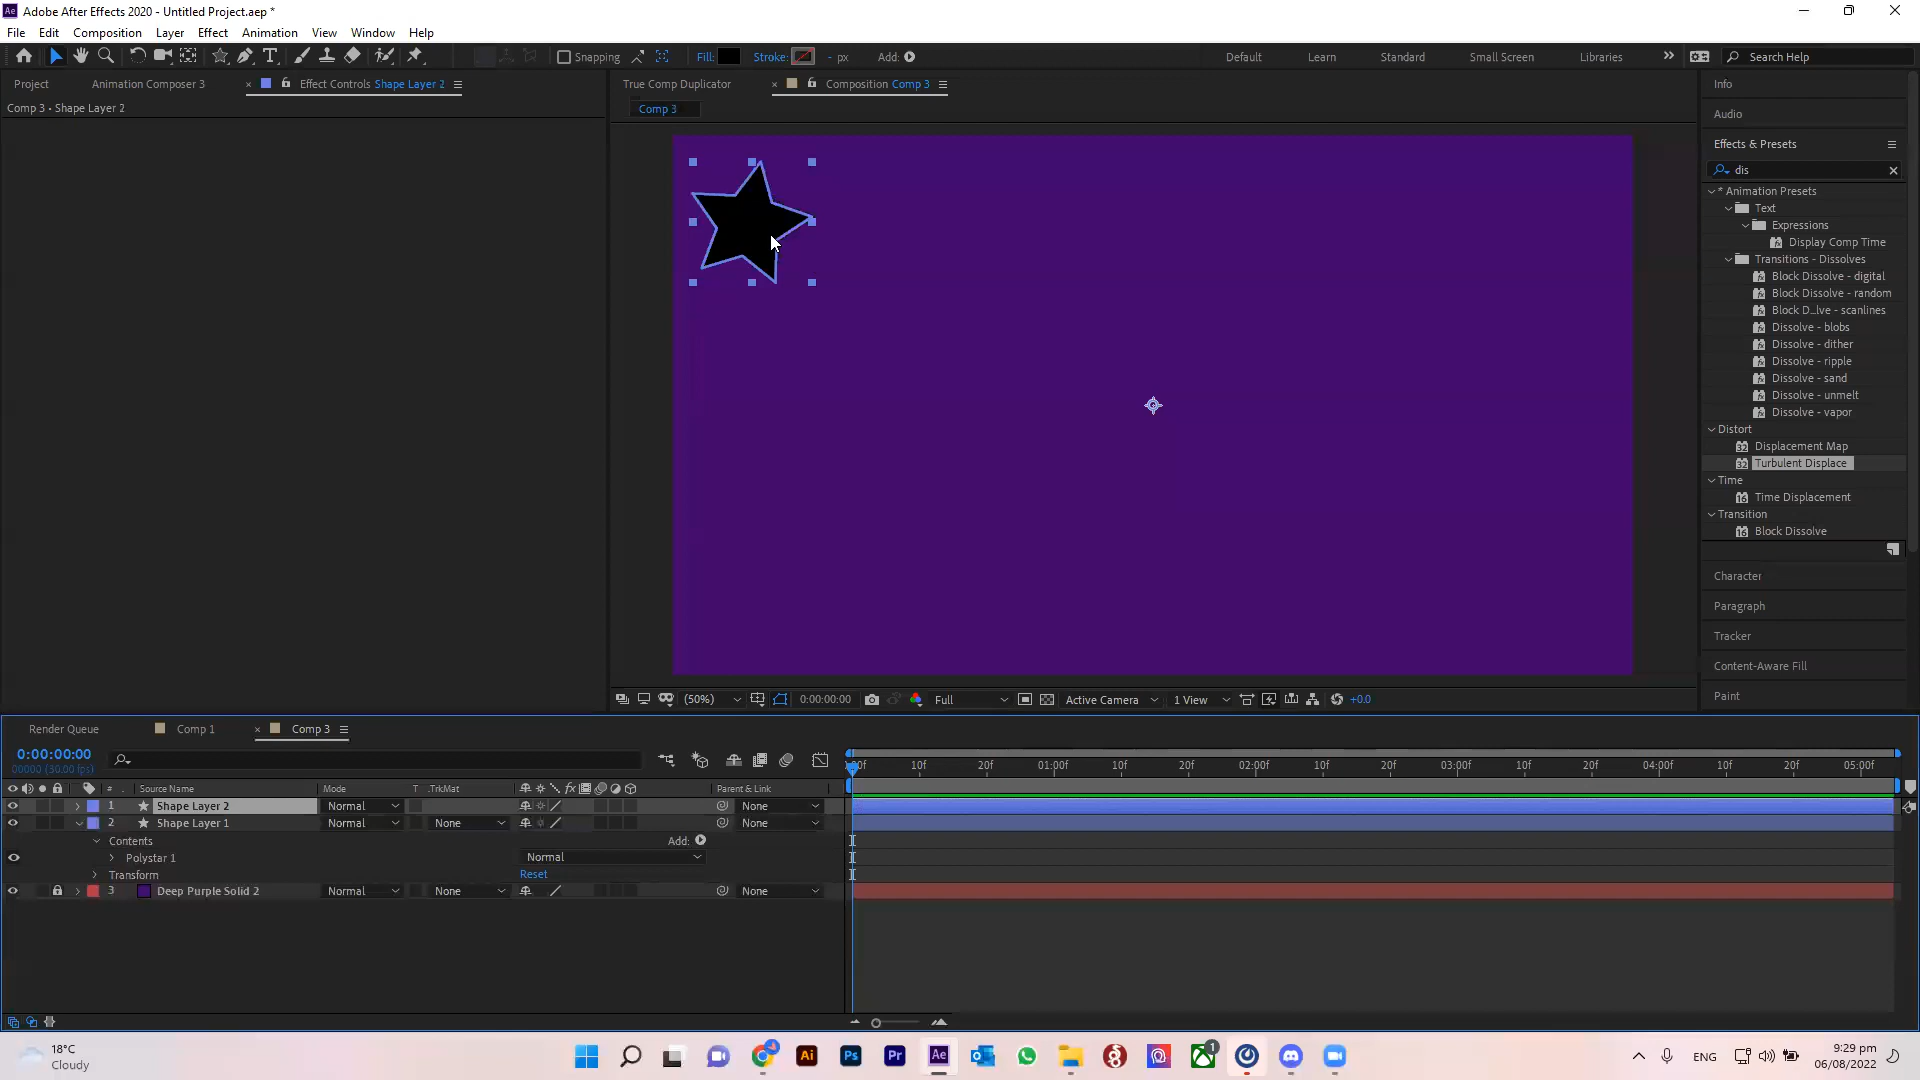 Adobe After Effects 2020 - Untitled Project.aep *
File Edit Composition Layer Effect Animation View Window Help
Snapping Fill: Stroke: - px Add: Default Learn Standard Small Screen Libraries Search Help
Project Animation Composer 3 Effect Controls Shape Layer 2 True Comp Duplicator Composition Comp 3 Info
Comp 3 • Shape Layer 2 Comp 3
Audio
Effects & Presets
dis
* Animation Presets
Text
Expressions
Display Comp Time
Transitions - Dissolves
Block Dissolve - digital
Block Dissolve - random
Block D...lve - scanlines
Dissolve - blobs
Dissolve - dither
Dissolve - ripple
Dissolve - sand
Dissolve - unmelt
Dissolve - vapor
Distort
Displacement Map
Turbulent Displace
Time
Time Displacement
Transition
Block Dissolve
Character
Paragraph
Tracker
Content-Aware Fill
Paint
(50%) 0:00:00:00 Full Active Camera 1 View +0.0
Render Queue Comp 1 Comp 3
0:00:00:00
00000 (30.00 fps)
:00f 10f 20f 01:00f 10f 20f 02:00f 10f 20f 03:00f 10f 20f 04:00f 10f 20f 05:00f
# Source Name Mode T .TrkMat fx Parent & Link
1 Shape Layer 2 Normal None
2 Shape Layer 1 Normal None None
Contents Add:
Polystar 1 Normal
Transform Reset
3 Deep Purple Solid 2 Normal None None
18°C
Cloudy
Ai Ps Pr Ae 1 ENG
9:29 pm
06/08/2022